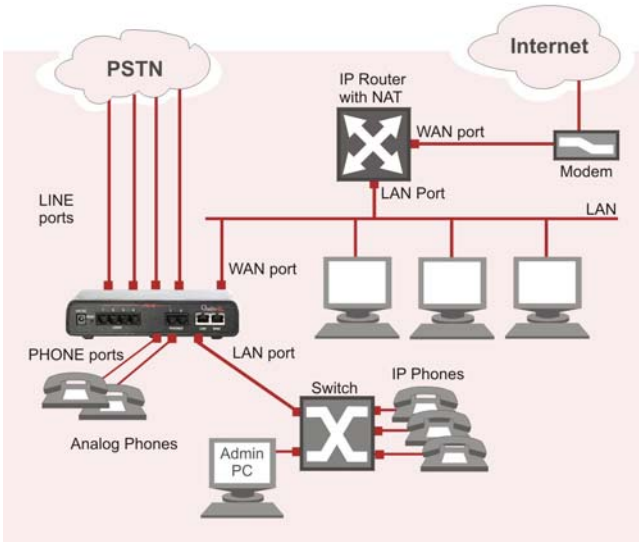 PSTN
Internet
IP Router
with NAT
WAN port
Modem
LAN Port
LINE
ports
LAN
WAN port
PHONE ports
LAN port
Switch
IP Phones
Analog Phones
Admin
PC